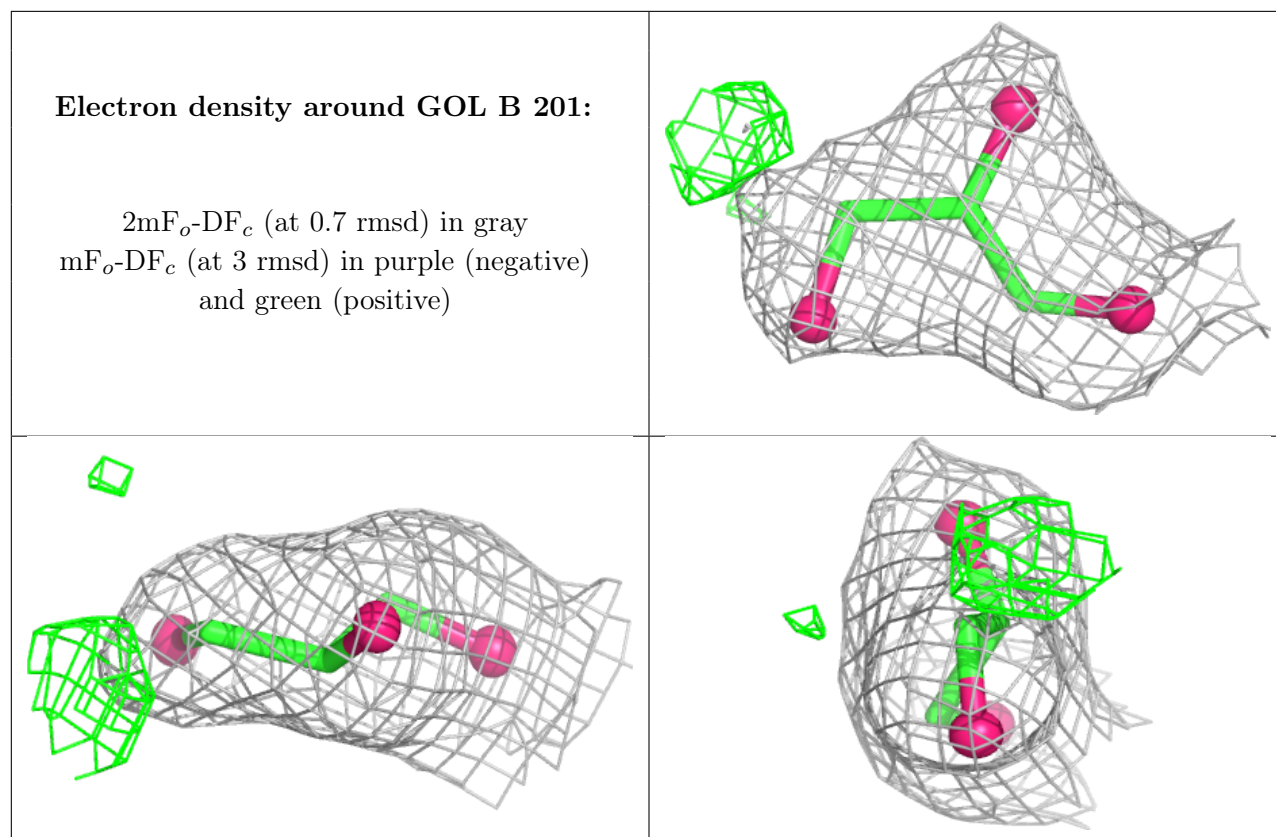 Electron density around GOL B 201:
2mFo-DFc (at 0.7 rmsd) in gray
mFo-DFc (at 3 rmsd) in purple (negative)
and green (positive)